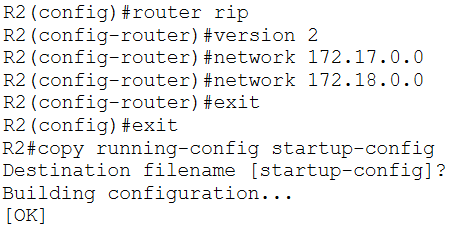 R2(config)#router rip
R2(config-router)#version 2
R2(config-router)#network 172.17.0.0
R2(config-router)#network 172.18.0.0
R2(config-router)#exit
R2(config)#exit
R2#copy running-config startup-config
Destination filename [startup-config]?
Building configuration...
[OK]